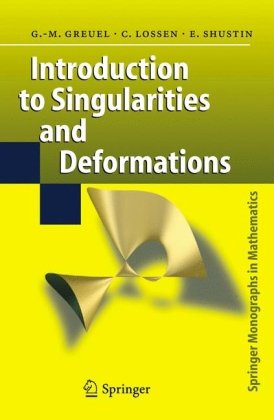 G.-M. GREUEL · C. LOSSEN · E. SHUSTIN
Introduction
to Singularities
and
Deformations
Springer Monographs in Mathematics
Springer